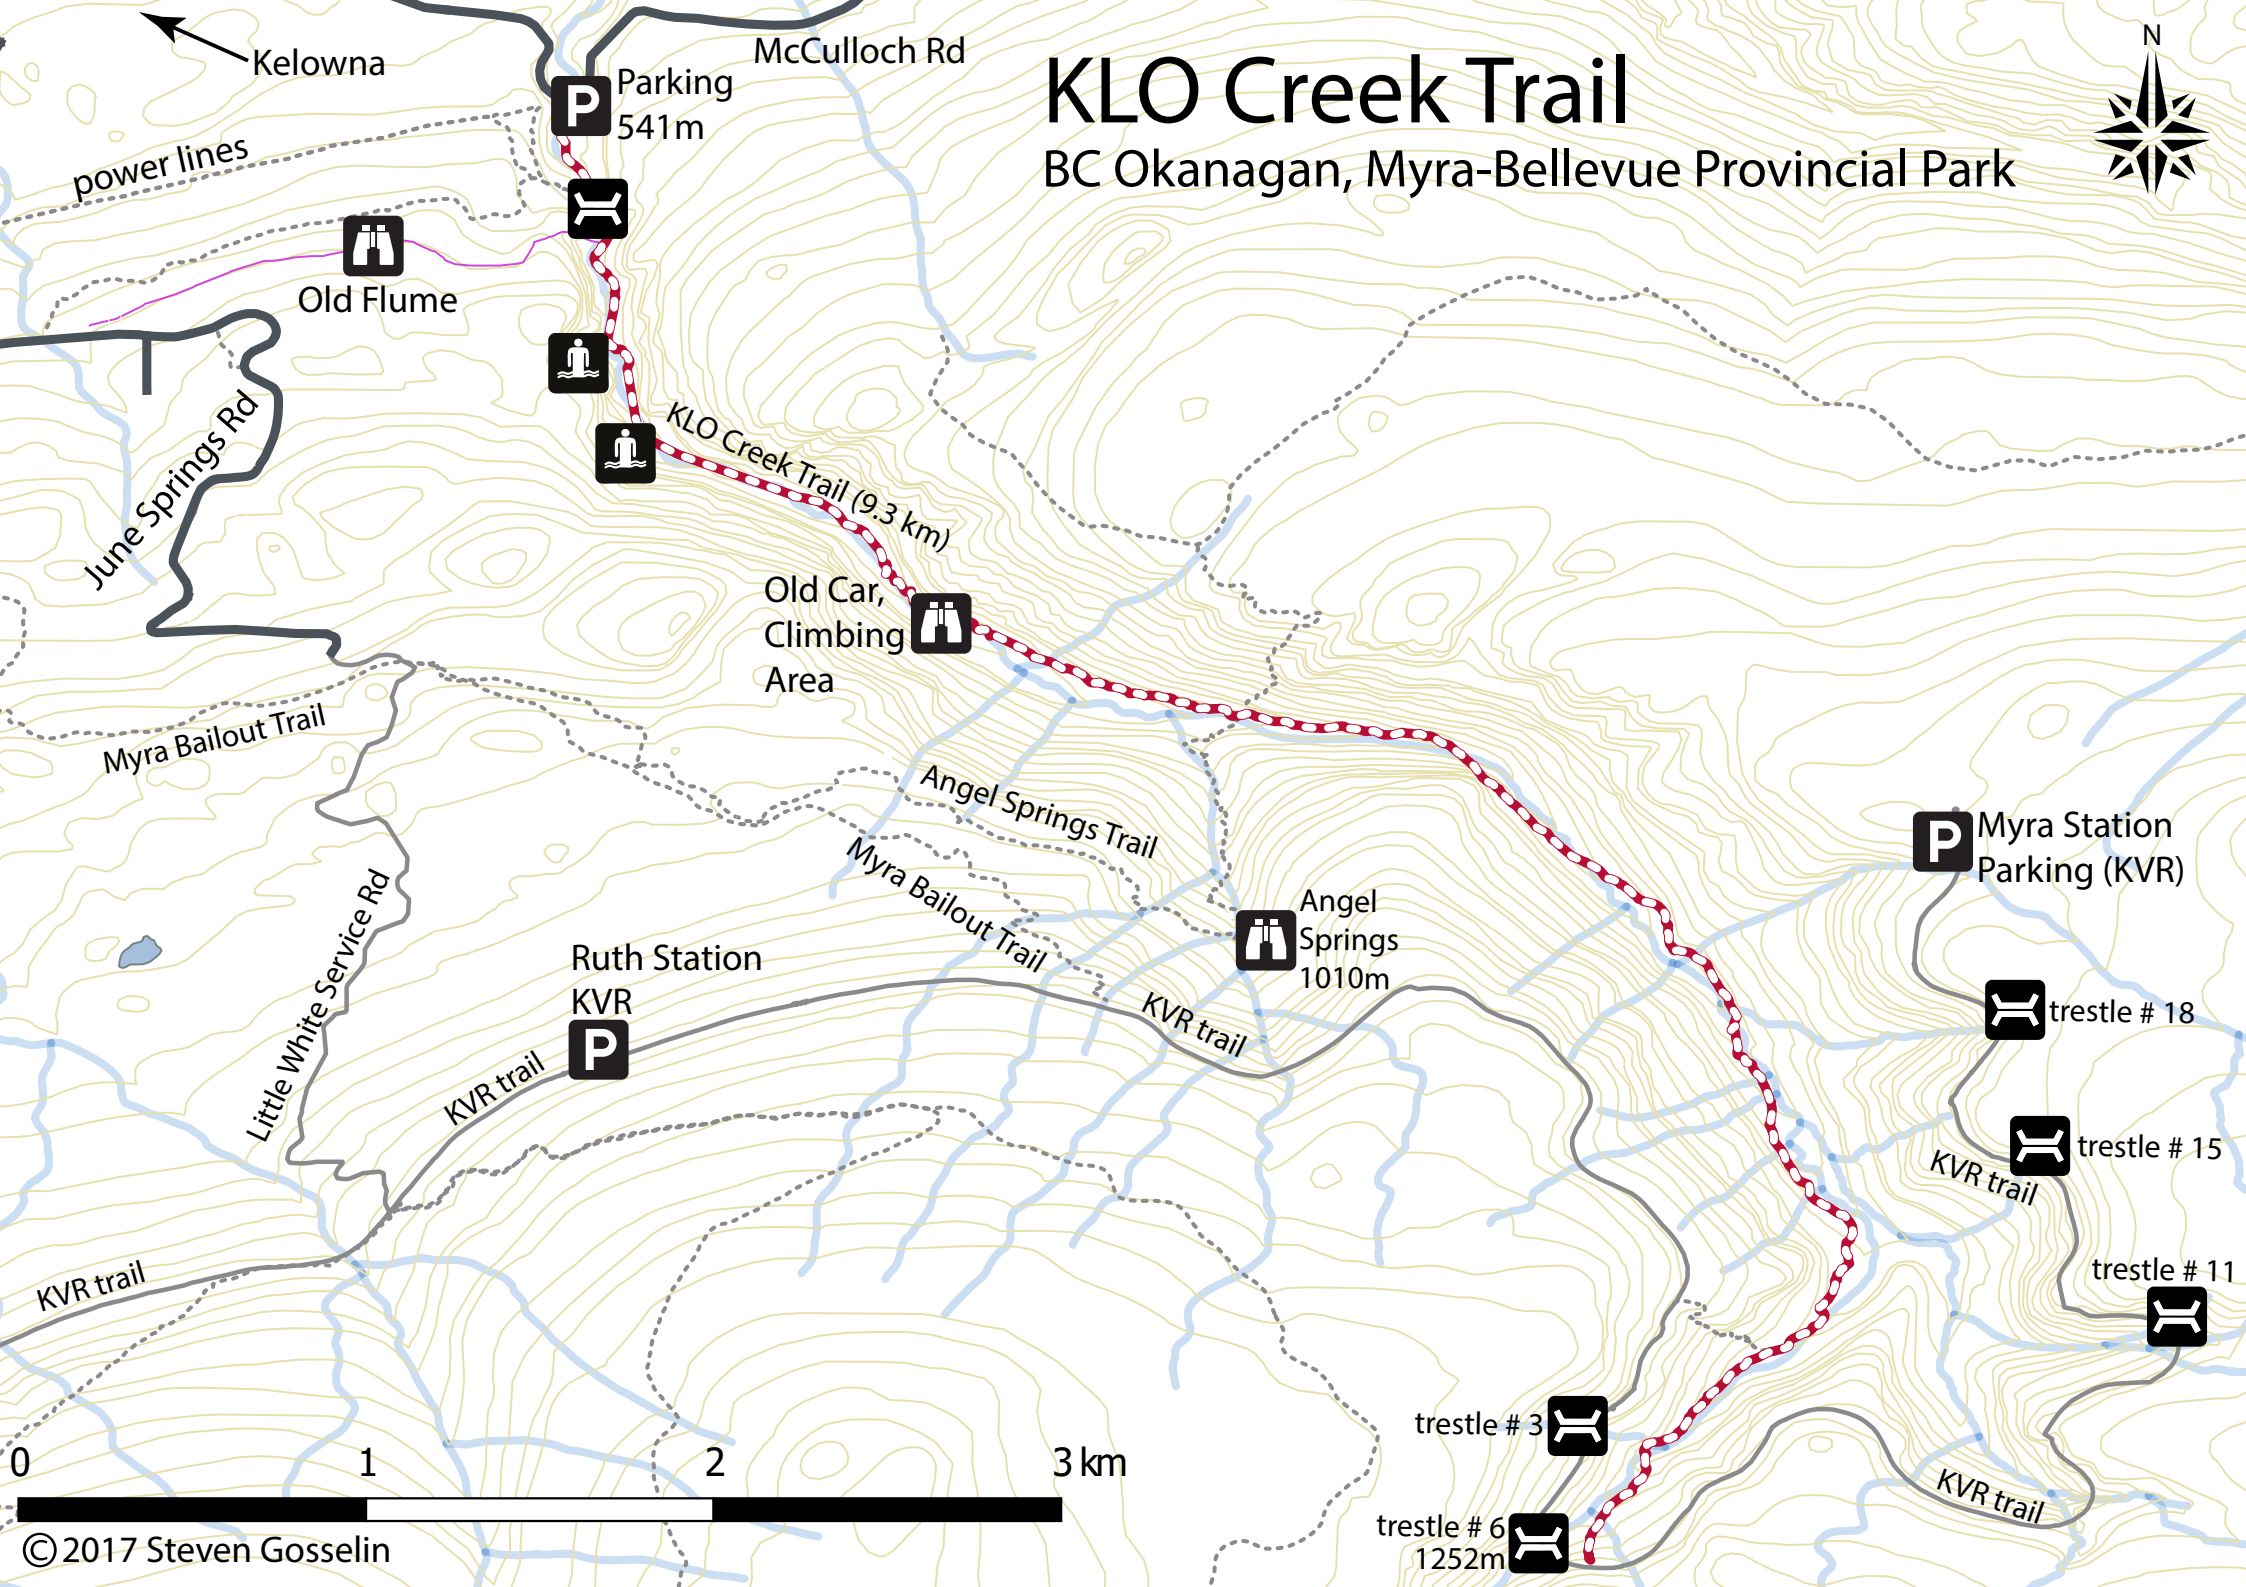 Kelowna
McCulloch Rd
N
KLO Creek Trail
BC Okanagan, Myra-Bellevue Provincial Park
P
Parking
541m
power lines
Old Flume
June Springs Rd
KLO Creek Trail (9.3 km)
Old Car,
Climbing
Area
Myra Bailout Trail
Angel Springs Trail
Myra Bailout Trail
P
Myra Station
Parking (KVR)
Little White Service Rd
Angel
Springs
1010m
Ruth Station
KVR
P
KVR trail
KVR trail
trestle # 18
trestle # 15
KVR trail
trestle # 11
KVR trail
trestle # 3
KVR trail
trestle # 6
1252m
0 1 2 3 km
©2017 Steven Gosselin